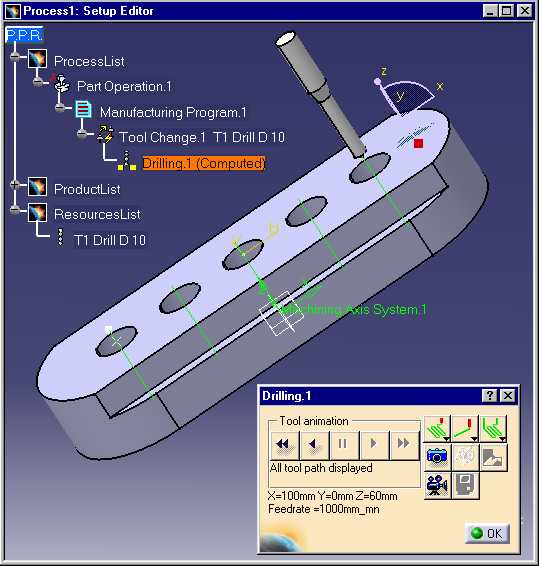 Process1: Setup Editor
P.P.R.
ProcessList
Part Operation.1
Manufacturing Program.1
Tool Change.1 T1 Drill D 10
Drilling.1 (Computed)
ProductList
ResourcesList
T1 Drill D 10
z
x
y
Machining Axis System.1
Drilling.1
Tool animation
All tool path displayed
X=100mm Y=0mm Z=60mm
Feedrate =1000mm_mn
OK